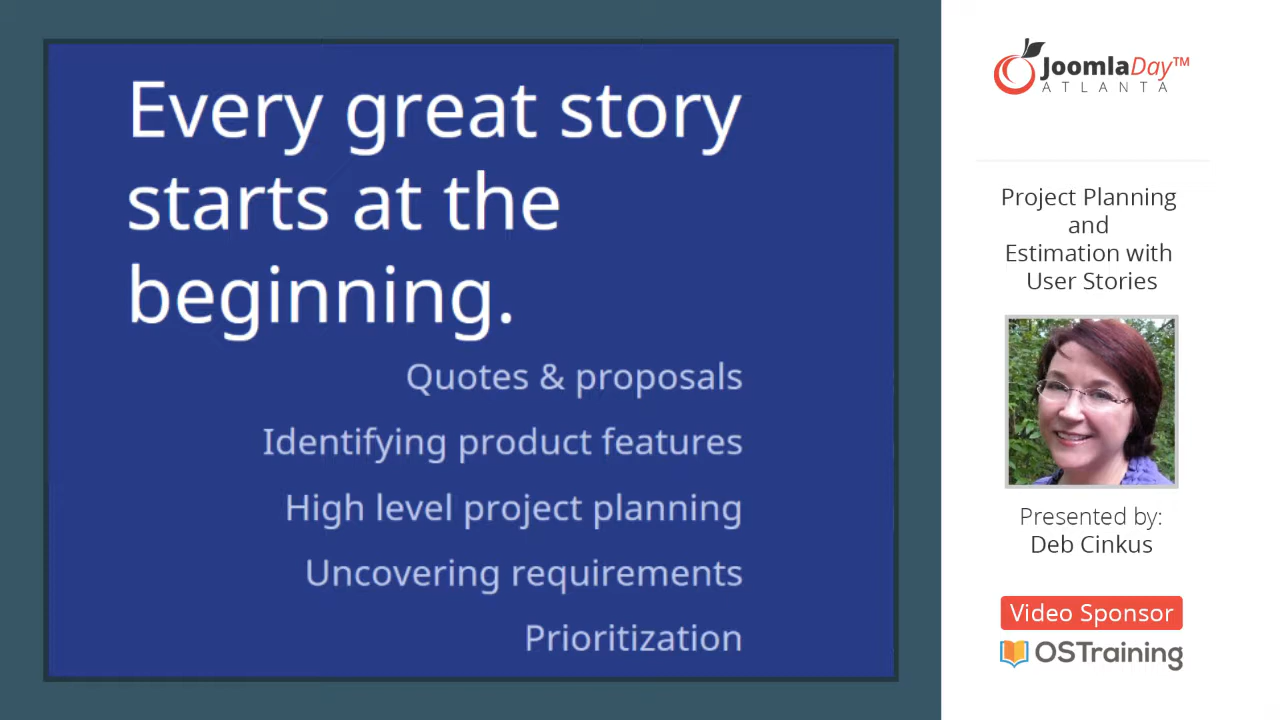 Every great story
starts at the
beginning.
Quotes & proposals
Identifying product features
High level project planning
Uncovering requirements
Prioritization
JoomlaDay™
ATLANTA
Project Planning
and
Estimation with
User Stories
Presented by:
Deb Cinkus
Video Sponsor
OSTraining